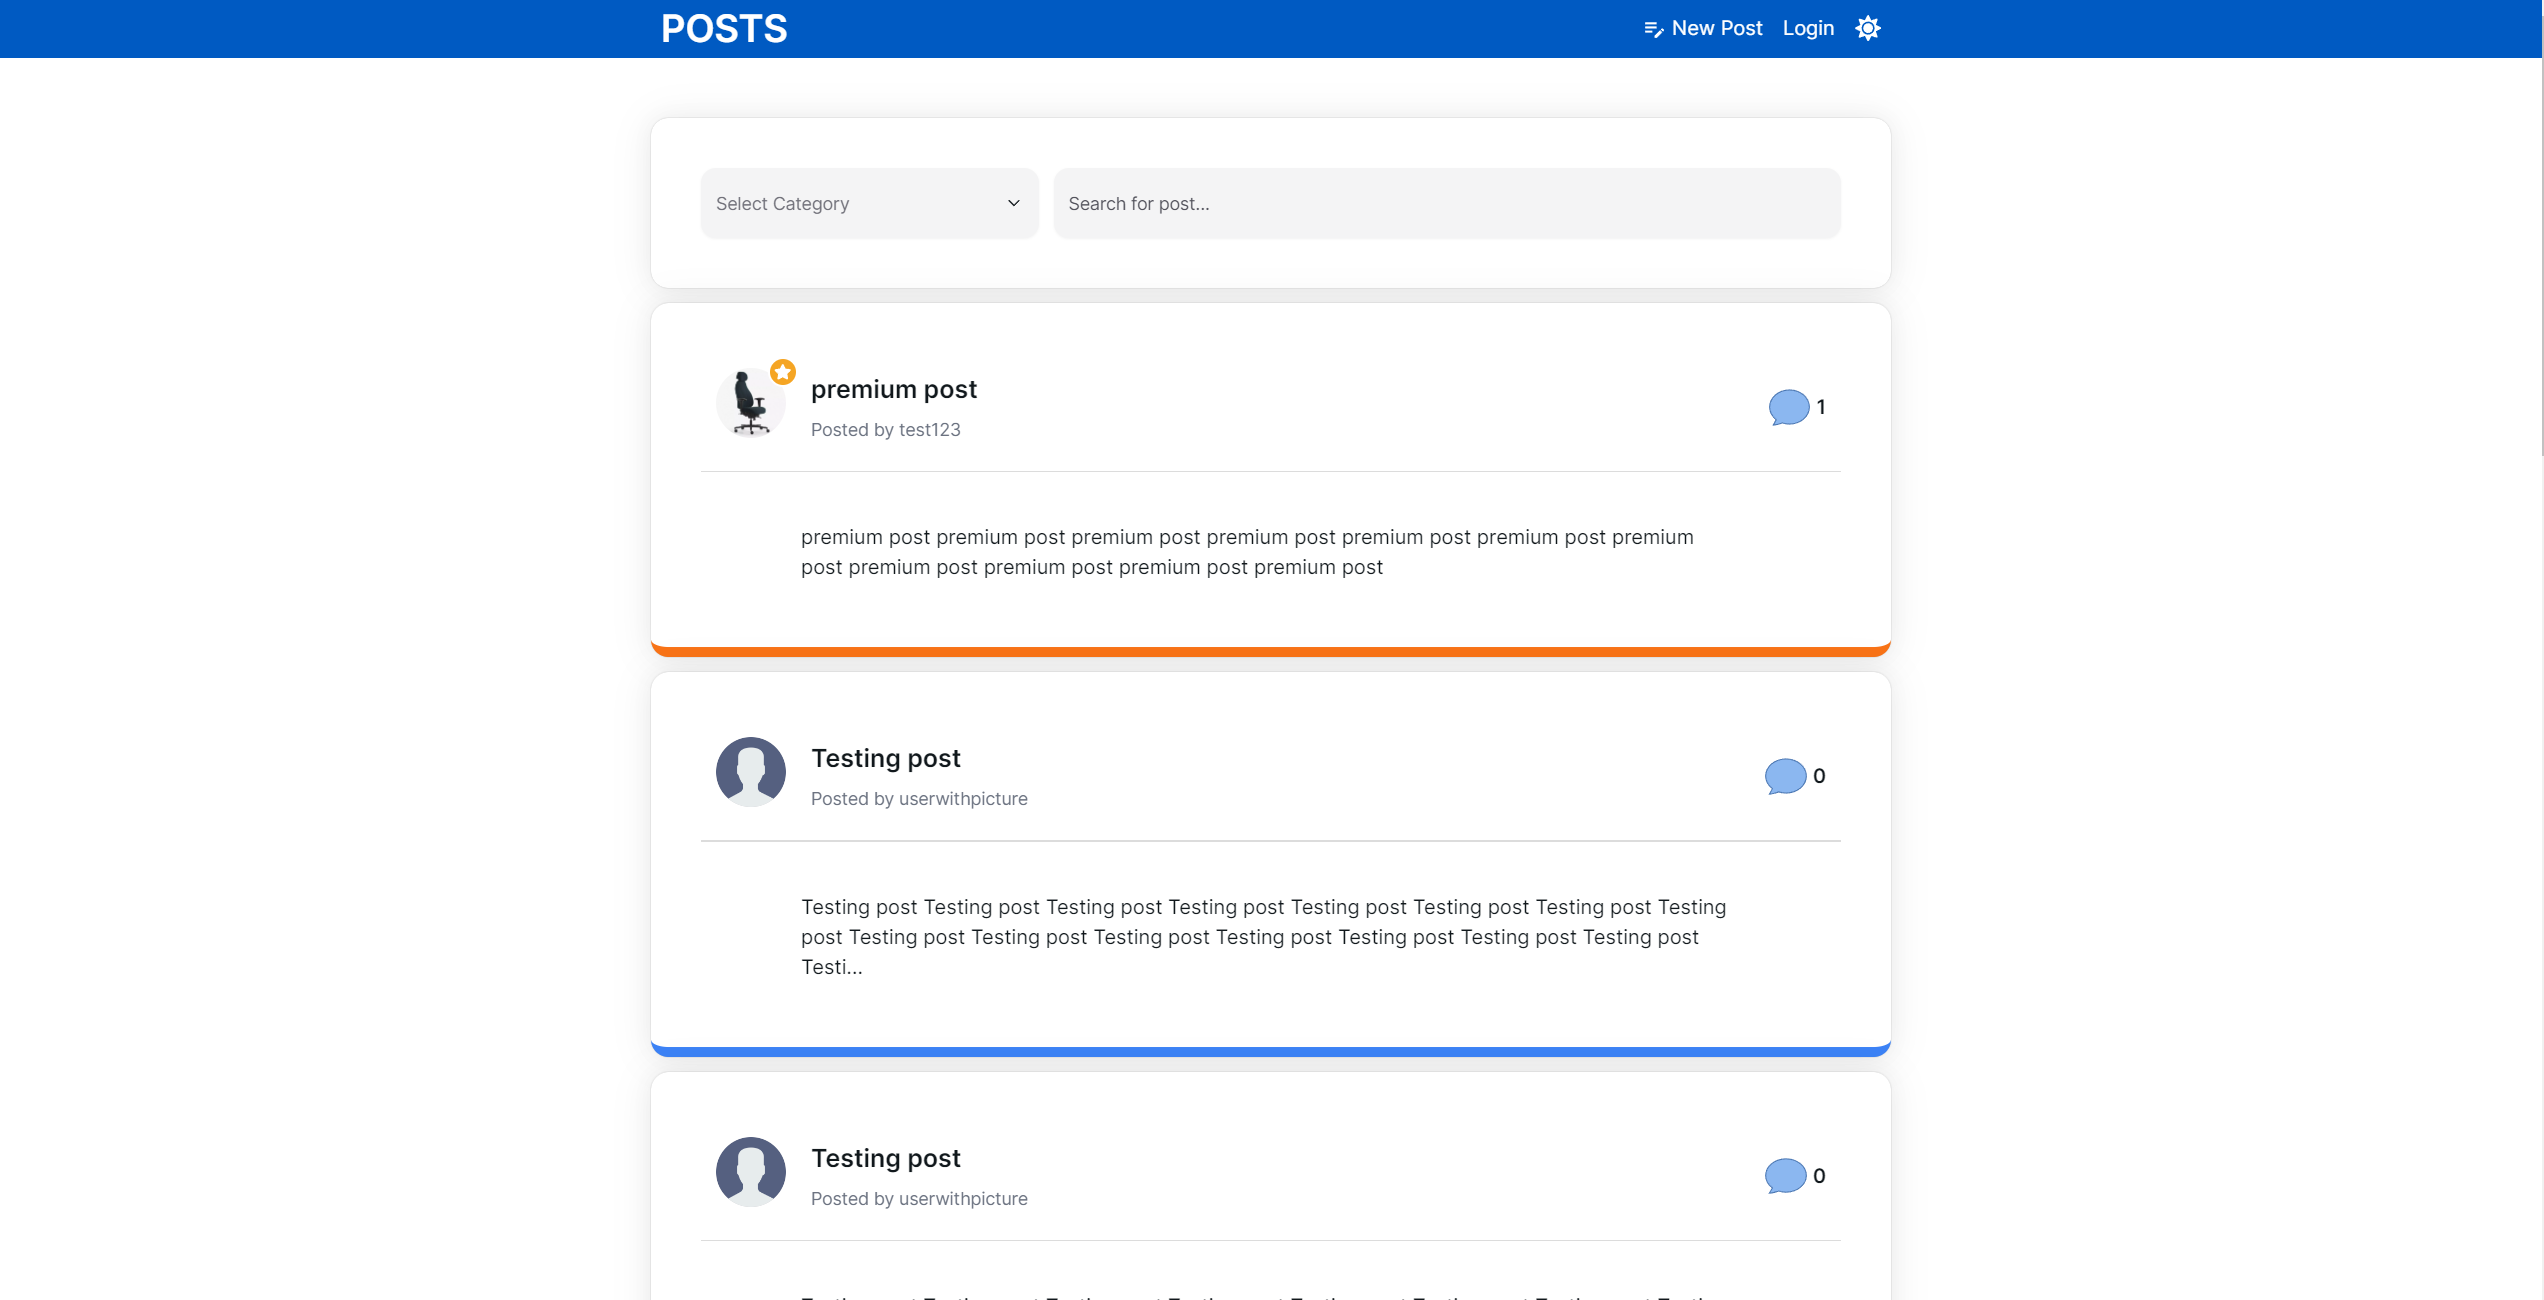 POSTS
New Post
Login
Select Category
Search for post...
premium post
Posted by test123
1
premium post premium post premium post premium post premium post premium post premium
post premium post premium post premium post premium post
Testing post
Posted by userwithpicture
0
Testing post Testing post Testing post Testing post Testing post Testing post Testing post Testing
post Testing post Testing post Testing post Testing post Testing post Testing post Testing post
Testi...
Testing post
Posted by userwithpicture
0